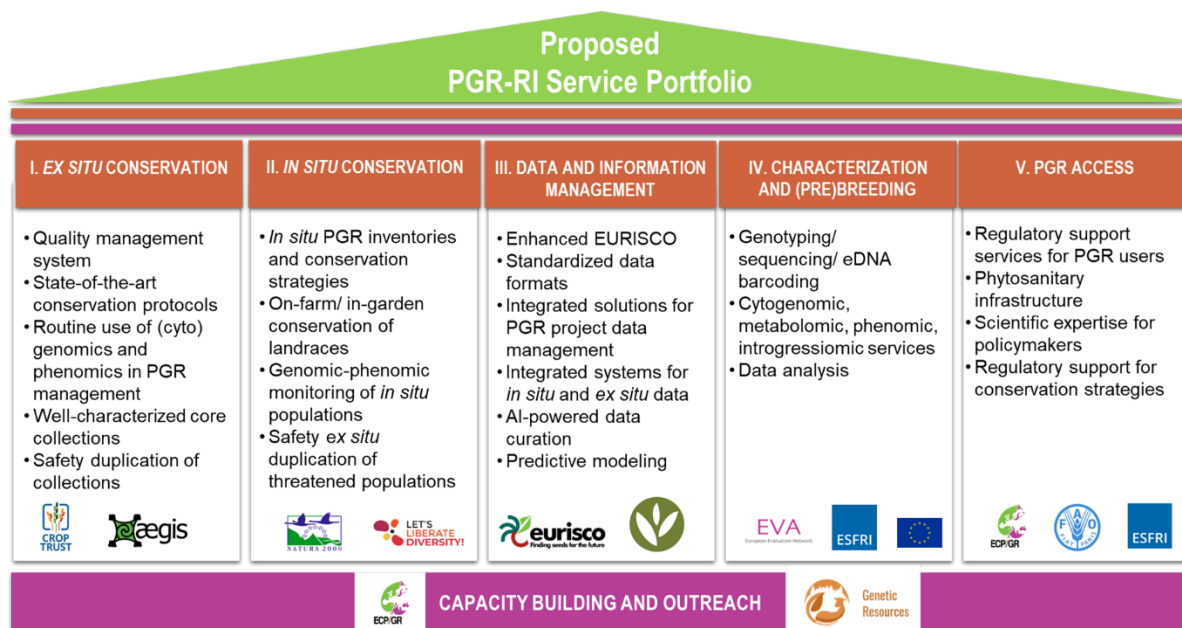 Proposed
PGR-RI Service Portfolio
I. EX SITU CONSERVATION
• Quality management
system
• State-of-the-art
conservation protocols
• Routine use of (cyto)
genomics and
phenomics in PGR
management
• Well-characterized core
collections
• Safety duplication of
collections
CROP
TRUST
ægis
II. IN SITU CONSERVATION
• In situ PGR inventories
and conservation
strategies
• On-farm/ in-garden
conservation of
landraces
• Genomic-phenomic
monitoring of in situ
populations
• Safety ex situ
duplication of
threatened populations
NATURA 2000
LET'S
LIBERATE
DIVERSITY!
III. DATA AND INFORMATION
MANAGEMENT
• Enhanced EURISCO
• Standardized data
formats
• Integrated solutions for
PGR project data
management
• Integrated systems for
in situ and ex situ data
• AI-powered data
curation
• Predictive modeling
eurisco
Finding seeds for the future
IV. CHARACTERIZATION
AND (PRE)BREEDING
• Genotyping/
sequencing/ eDNA
barcoding
• Cytogenomic,
metabolomic, phenomic,
introgressiomic services
• Data analysis
EVA
European Evaluation Network
ESFRI
V. PGR ACCESS
• Regulatory support
services for PGR users
• Phytosanitary
infrastructure
• Scientific expertise for
policymakers
• Regulatory support for
conservation strategies
ECP/GR
FAO
FIAT PANIS
ESFRI
ECP/GR
CAPACITY BUILDING AND OUTREACH
Genetic
Resources